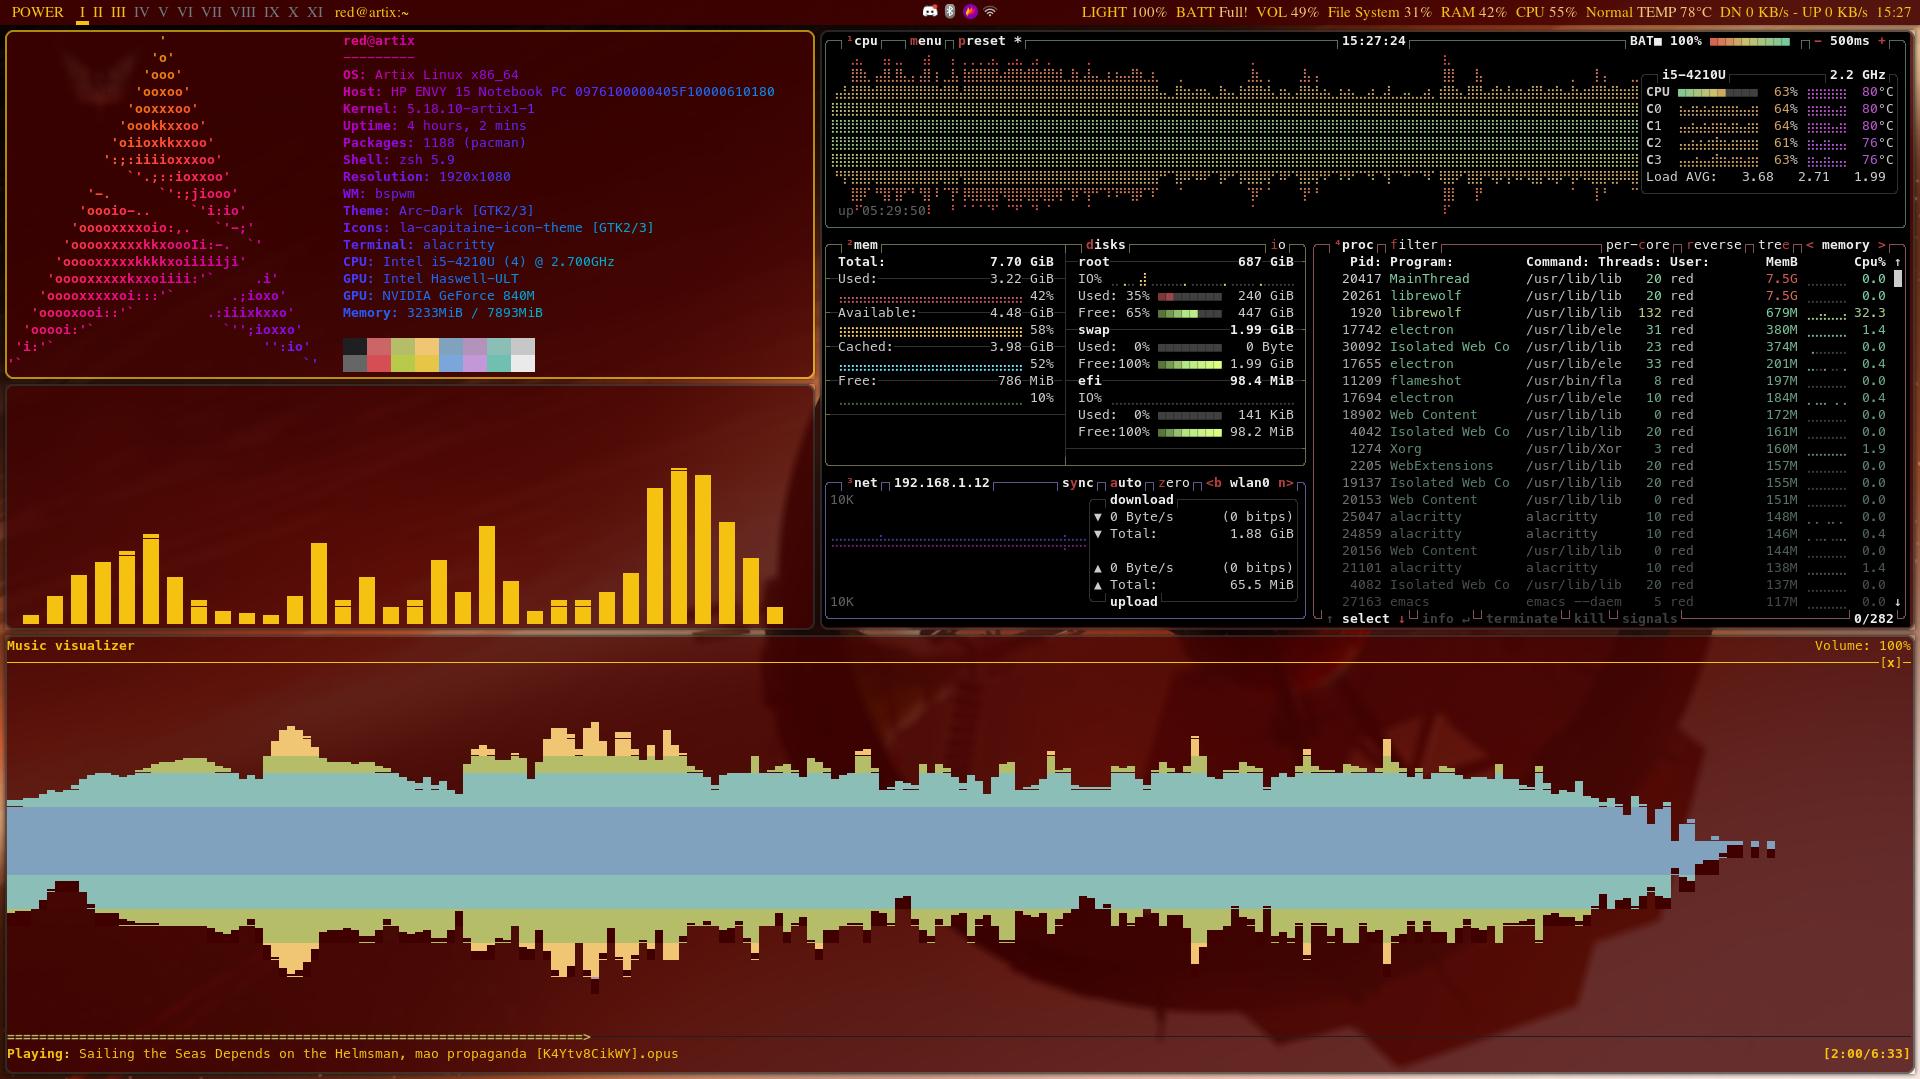 POWER I II III IV V VI VII VIII IX X XI red@artix:~ LIGHT 100% BATT Full! VOL 49% File System 31% RAM 42% CPU 55% Normal TEMP 78°C DN 0 KB/s - UP 0 KB/s 15:27
red@artix
OS: Artix Linux x86_64
Host: HP ENVY 15 Notebook PC 0976100000405F10000610180
Kernel: 5.18.10-artix1-1
Uptime: 4 hours, 2 mins
Packages: 1188 (pacman)
Shell: zsh 5.9
Resolution: 1920x1080
WM: bspwm
Theme: Arc-Dark [GTK2/3]
Icons: la-capitaine-icon-theme [GTK2/3]
Terminal: alacritty
CPU: Intel i5-4210U (4) @ 2.700GHz
GPU: Intel Haswell-ULT
GPU: NVIDIA GeForce 840M
Memory: 3233MiB / 7893MiB
¹cpu menu preset * 15:27:24 BAT■ 100% - 500ms +
i5-4210U 2.2 GHz
CPU 63% 80°C
C0 64% 80°C
C1 64% 80°C
C2 61% 76°C
C3 63% 76°C
Load AVG: 3.68 2.71 1.99
up 05:29:50
²mem
Total: 7.70 GiB
Used: 3.22 GiB
42%
Available: 4.48 GiB
58%
Cached: 3.98 GiB
52%
Free: 786 MiB
10%
disks io
root 687 GiB
IO%
Used: 35% 240 GiB
Free: 65% 447 GiB
swap 1.99 GiB
Used: 0% 0 Byte
Free:100% 1.99 GiB
efi 98.4 MiB
IO%
Used: 0% 141 KiB
Free:100% 98.2 MiB
³net 192.168.1.12 sync auto zero <b wlan0 n>
10K
download
▼ 0 Byte/s (0 bitps)
▼ Total: 1.88 GiB
▲ 0 Byte/s (0 bitps)
▲ Total: 65.5 MiB
10K
upload
⁴proc filter per-core reverse tree < memory >
Pid: Program: Command: Threads: User: MemB Cpu% ↑
20417 MainThread /usr/lib/lib 20 red 7.5G 0.0
20261 librewolf /usr/lib/lib 20 red 7.5G 0.0
1920 librewolf /usr/lib/lib 132 red 679M 32.3
17742 electron /usr/lib/ele 31 red 380M 1.4
30092 Isolated Web Co /usr/lib/lib 23 red 374M 0.0
17655 electron /usr/lib/ele 33 red 201M 0.4
11209 flameshot /usr/bin/fla 8 red 197M 0.0
17694 electron /usr/lib/ele 10 red 184M 0.4
18902 Web Content /usr/lib/lib 0 red 172M 0.0
4042 Isolated Web Co /usr/lib/lib 20 red 161M 0.0
1274 Xorg /usr/lib/Xor 3 red 160M 1.9
2205 WebExtensions /usr/lib/lib 20 red 157M 0.0
19137 Isolated Web Co /usr/lib/lib 20 red 155M 0.0
20153 Web Content /usr/lib/lib 0 red 151M 0.0
25047 alacritty alacritty 10 red 148M 0.0
24859 alacritty alacritty 10 red 146M 0.4
20156 Web Content /usr/lib/lib 0 red 144M 0.0
21101 alacritty alacritty 10 red 138M 1.4
4082 Isolated Web Co /usr/lib/lib 20 red 137M 0.0
27163 emacs emacs --daem 5 red 117M 0.0 ↓
↑ select ↓ info ↵ terminate kill signals 0/282
Music visualizer Volume: 100%
[x]
Playing: Sailing the Seas Depends on the Helmsman, mao propaganda [K4Ytv8CikWY].opus [2:00/6:33]